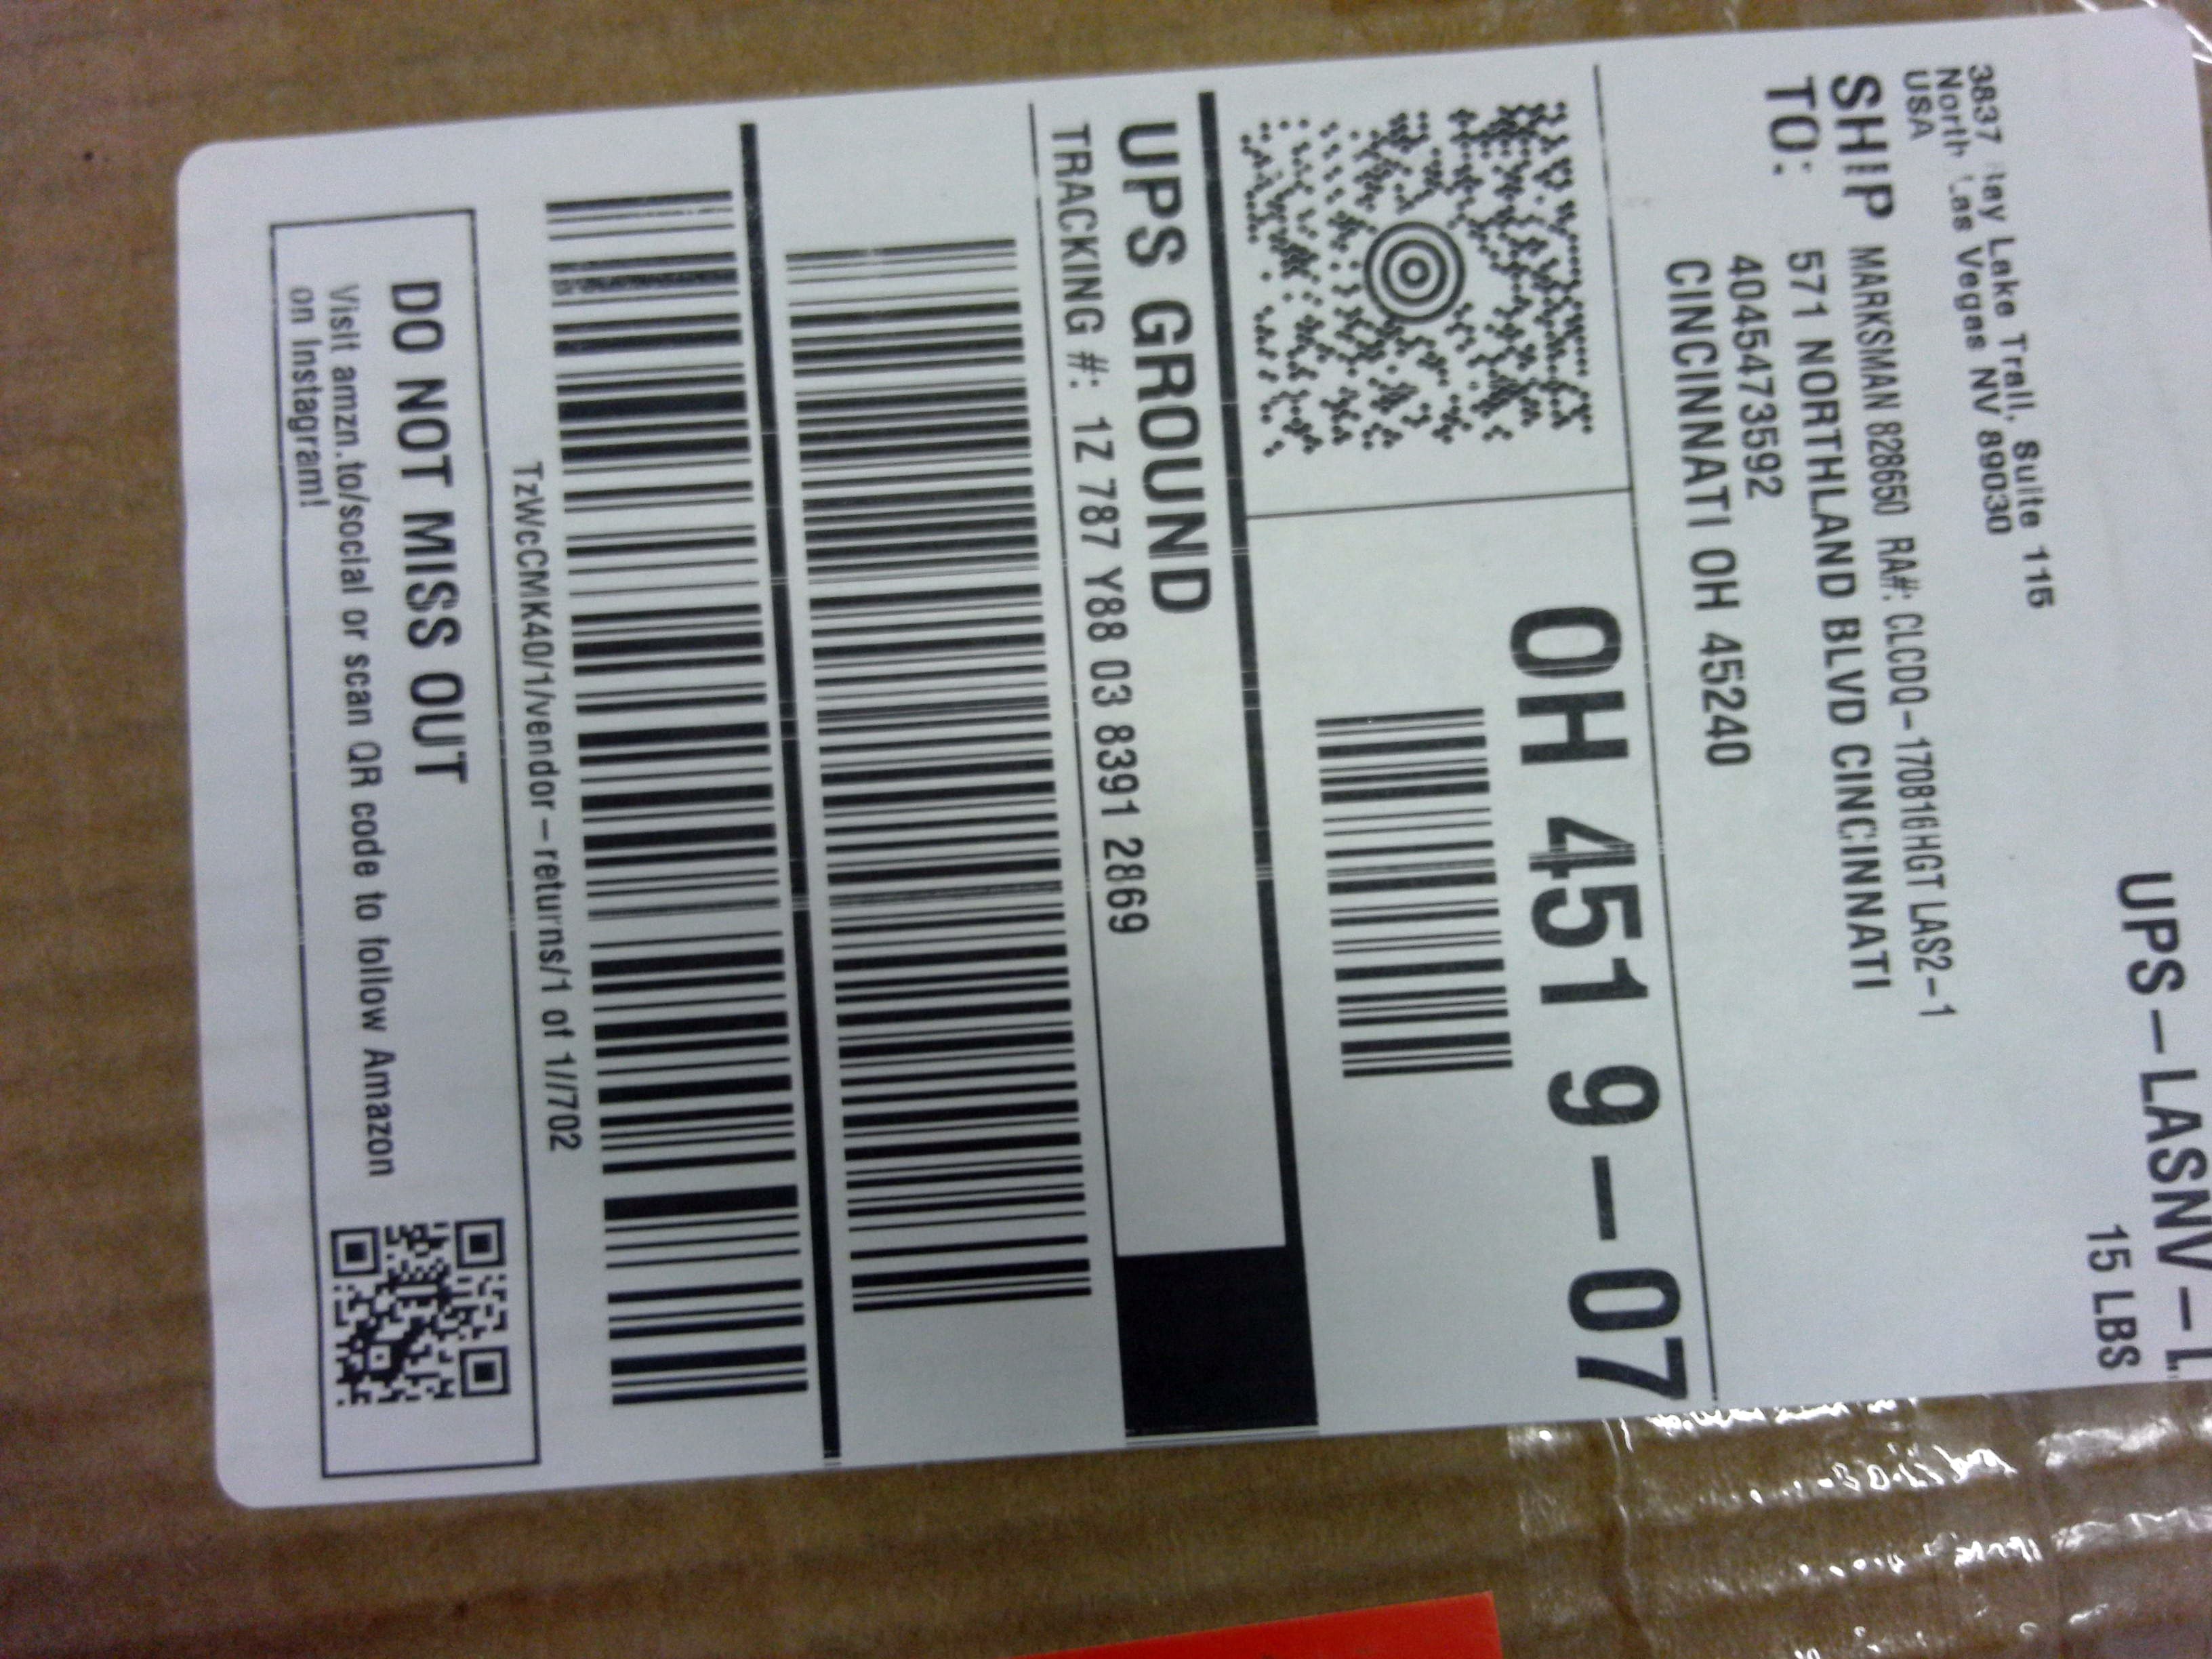 UPS-LASNV-L
15 LBS
3837 Bay Lake Trail, Suite 115
North Las Vegas NV 89030
USA
SHIP TO:
MARKSMAN 828650 RA#: CLCDQ-170816HGT LAS2-1
571 NORTHLAND BLVD CINCINNATI
4045473592
CINCINNATI OH 45240
OH 451 9-07
UPS GROUND
TRACKING #: 1Z 787 Y88 03 8391 2869
TzWcCMK40/1/vendor-returns/1 of 1//702
DO NOT MISS OUT
Visit amzn.to/social or scan QR code to follow Amazon
on Instagram!